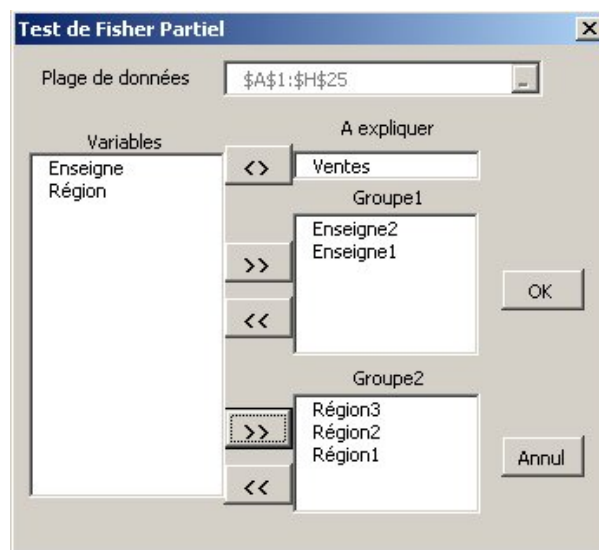 Test de Fisher Partiel
Plage de données
$A$1:$H$25
_
Variables
A expliquer
Enseigne
Région
<>
Ventes
Groupe1
Enseigne2
Enseigne1
>>
<<
OK
Groupe2
Région3
Région2
Région1
>>
<<
Annul